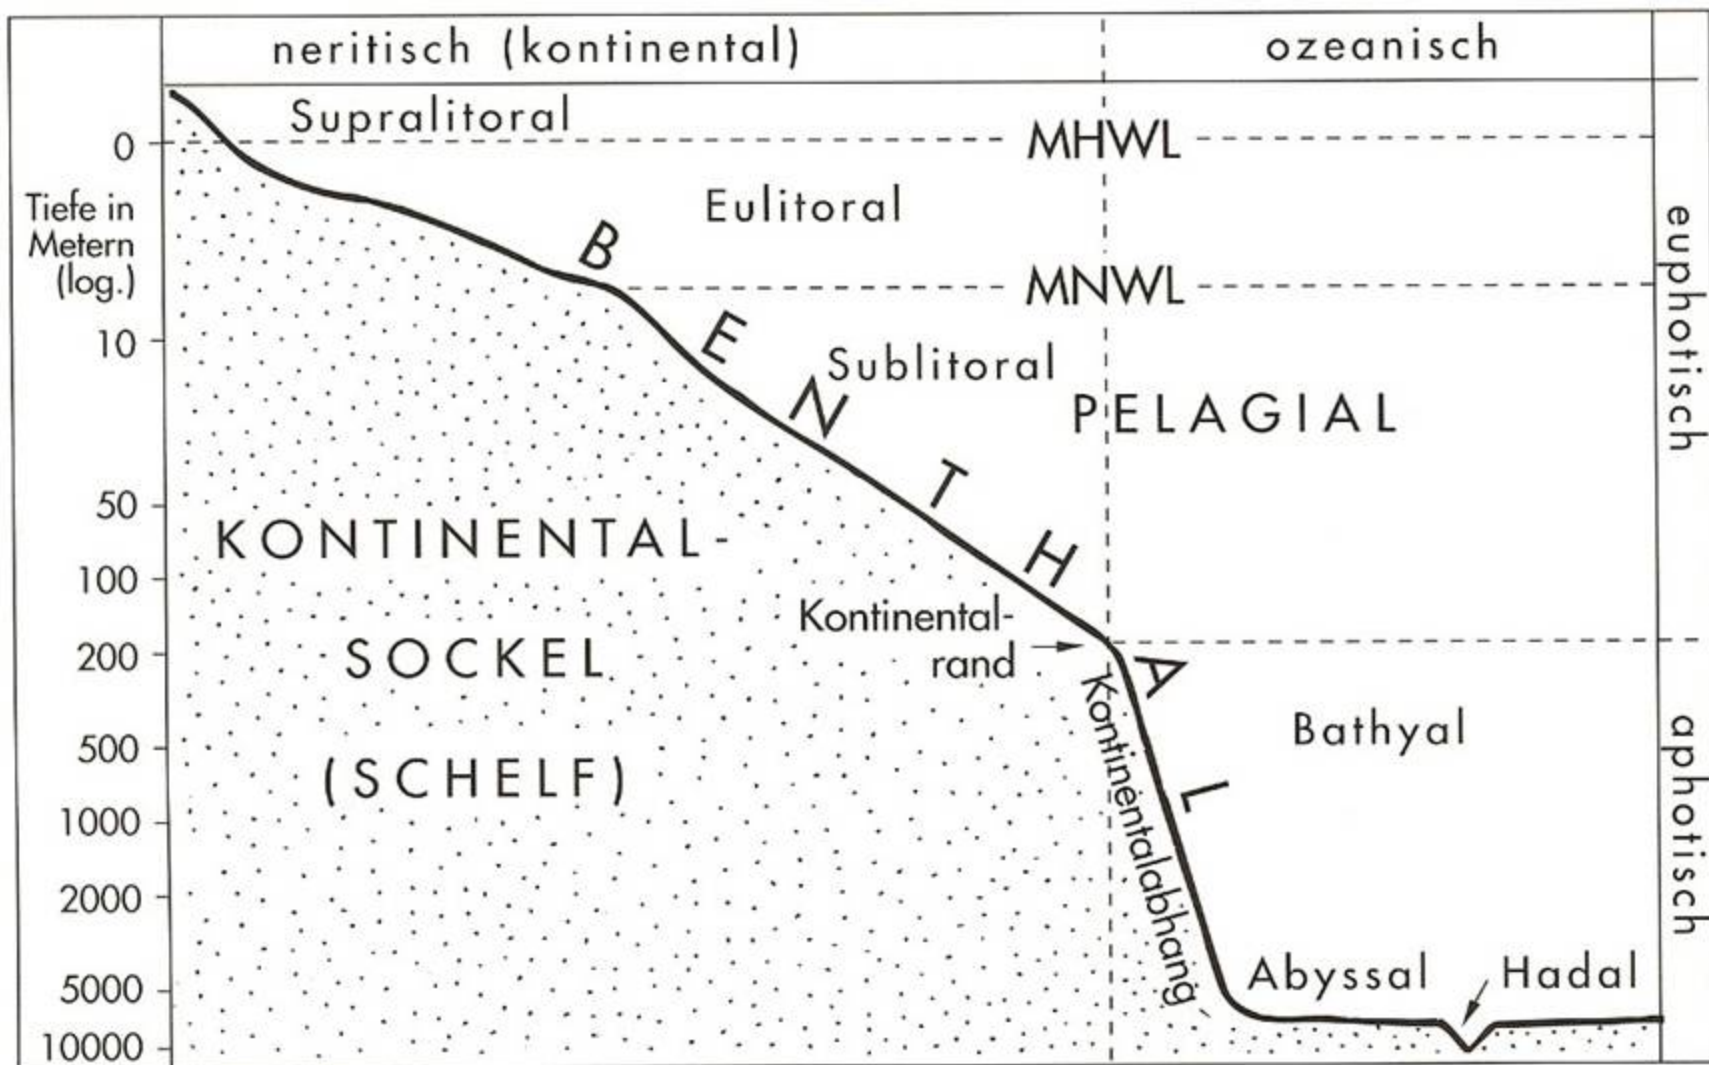 neritisch (kontinental)
ozeanisch
Supralitoral
MHWL
0
Tiefe in
Metern
(log.)
Eulitoral
MNWL
10
Sublitoral
PELAGIAL
BENTHAL
50
KONTINENTAL-
100
Kontinental-
rand
200
SOCKEL
Kontinentalabhang
Bathyal
500
(SCHELF)
1000
2000
5000
Abyssal
Hadal
10000
euphotisch
aphotisch